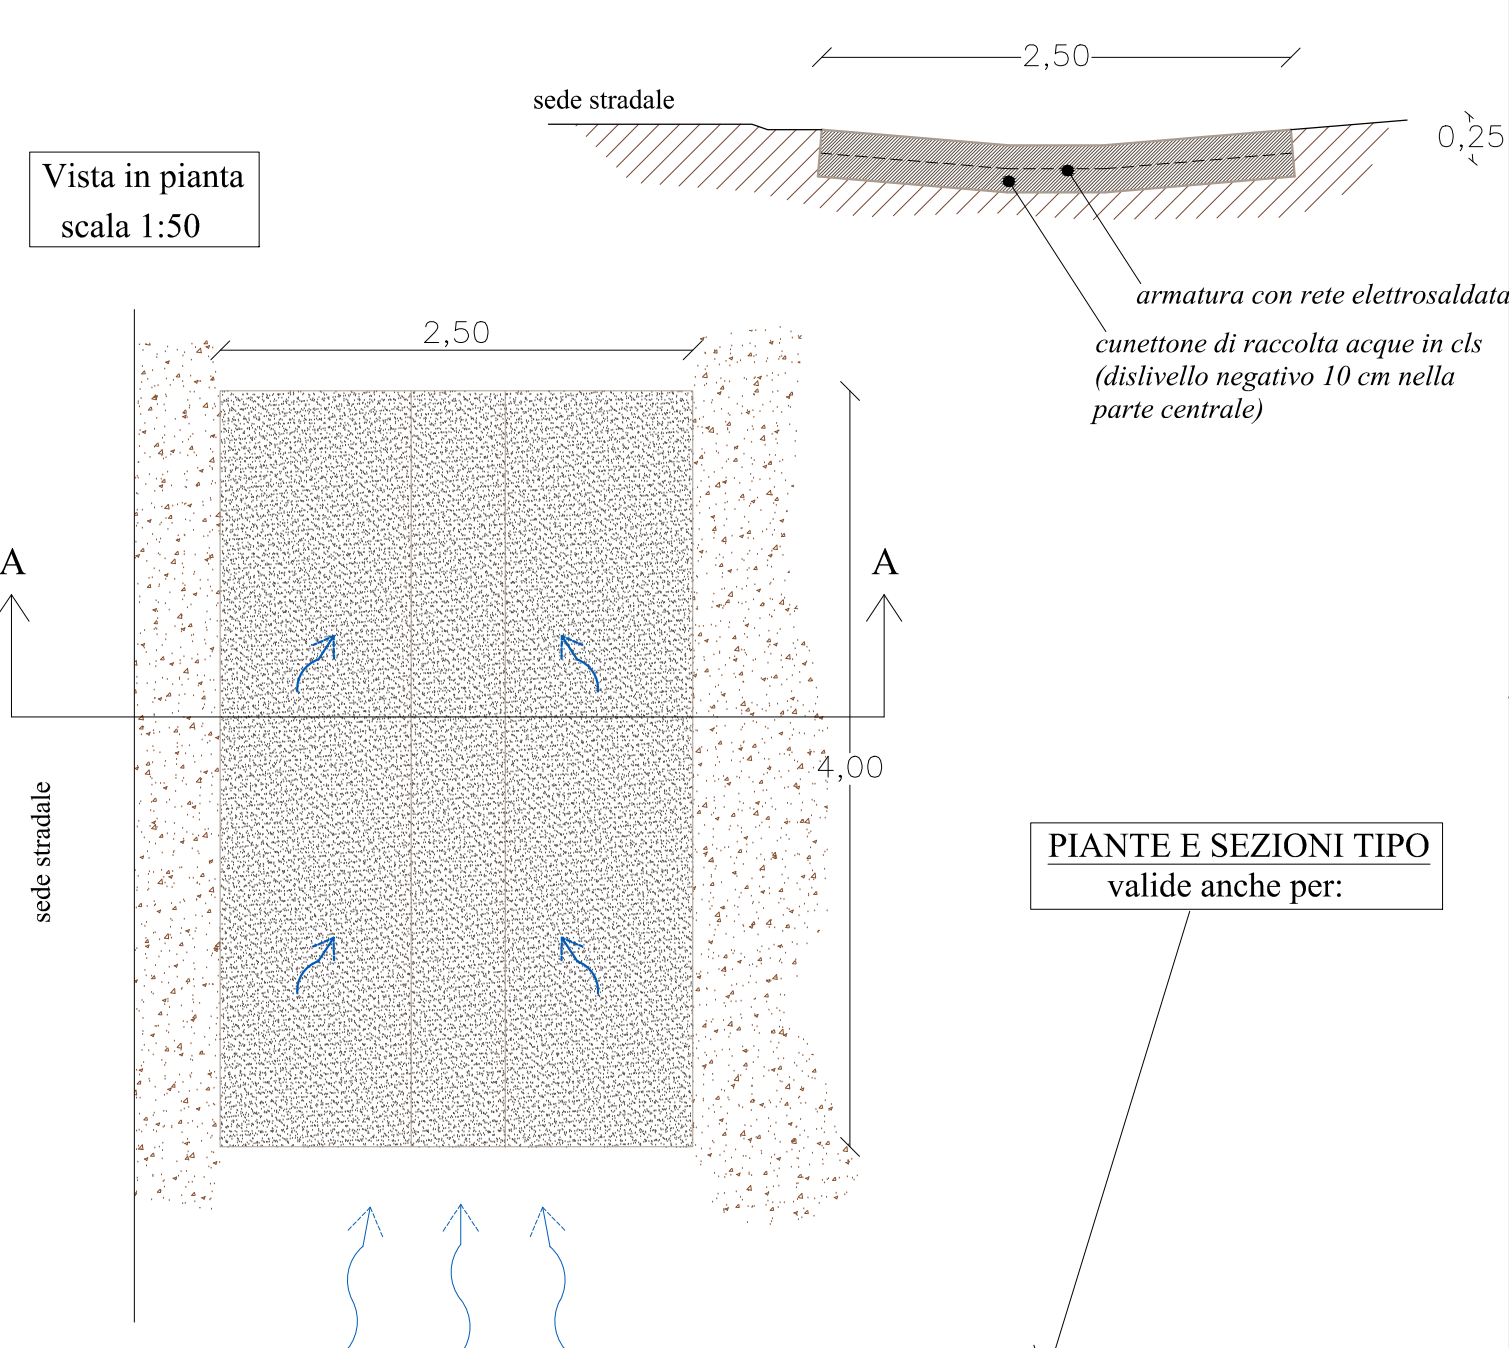 2,50
sede stradale
0,25
Vista in pianta
scala 1:50
armatura con rete elettrosaldata
cunettone di raccolta acque in cls
(dislivello negativo 10 cm nella
parte centrale)
2,50
A
A
4,00
sede stradale
PIANTE E SEZIONI TIPO
valide anche per: